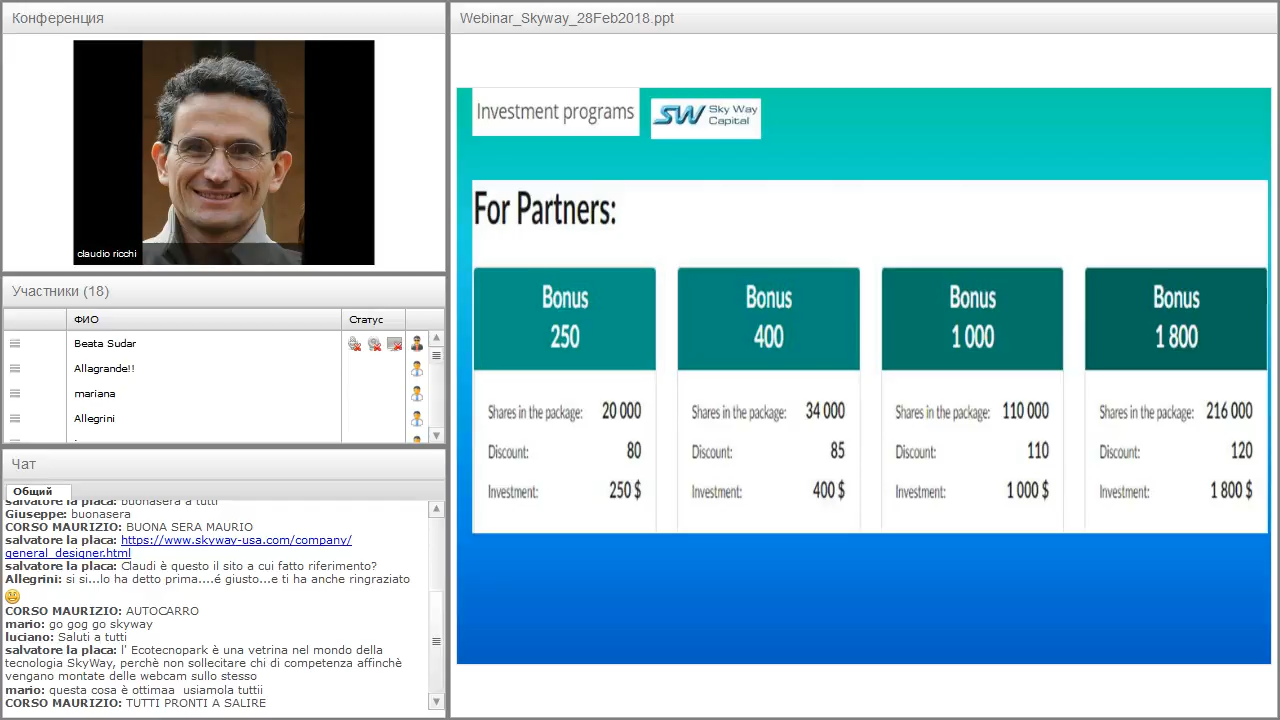 Конференция
claudio ricchi
Участники (18)
ФИО
Статус
Beata Sudar
Allagrande!!
mariana
Allegrini
Чат
Общий
salvatore la placa: buonasera a tutti
Giuseppe: buonasera
CORSO MAURIZIO: BUONA SERA MAURIO
salvatore la placa: https://www.skyway-usa.com/company/
general_designer.html
salvatore la placa: Claudi è questo il sito a cui fatto riferimento?
Allegrini: si si...lo ha detto prima....é giusto...e ti ha anche ringraziato
CORSO MAURIZIO: AUTOCARRO
mario: go gog go skyway
luciano: Saluti a tutti
salvatore la placa: l' Ecotecnopark è una vetrina nel mondo della
tecnologia SkyWay, perchè non sollecitare chi di competenza affinchè
vengano montate delle webcam sullo stesso
mario: questa cosa è ottimaa  usiamola tuttii
CORSO MAURIZIO: TUTTI PRONTI A SALIRE
Webinar_Skyway_28Feb2018.ppt
Investment programs
SW Sky Way
Capital
For Partners:
Bonus
250
Shares in the package: 20 000
Discount: 80
Investment: 250 $
Bonus
400
Shares in the package: 34 000
Discount: 85
Investment: 400 $
Bonus
1 000
Shares in the package: 110 000
Discount: 110
Investment: 1 000 $
Bonus
1 800
Shares in the package: 216 000
Discount: 120
Investment: 1 800 $